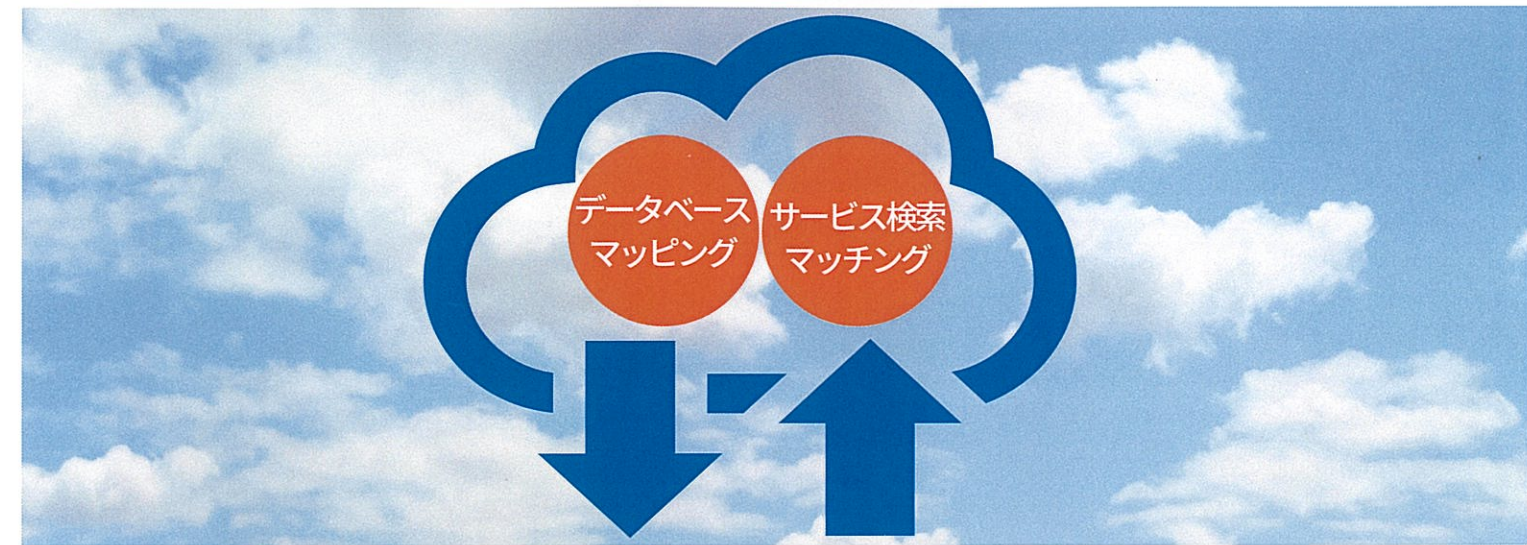 データベース
マッピング
サービス検索
マッチング